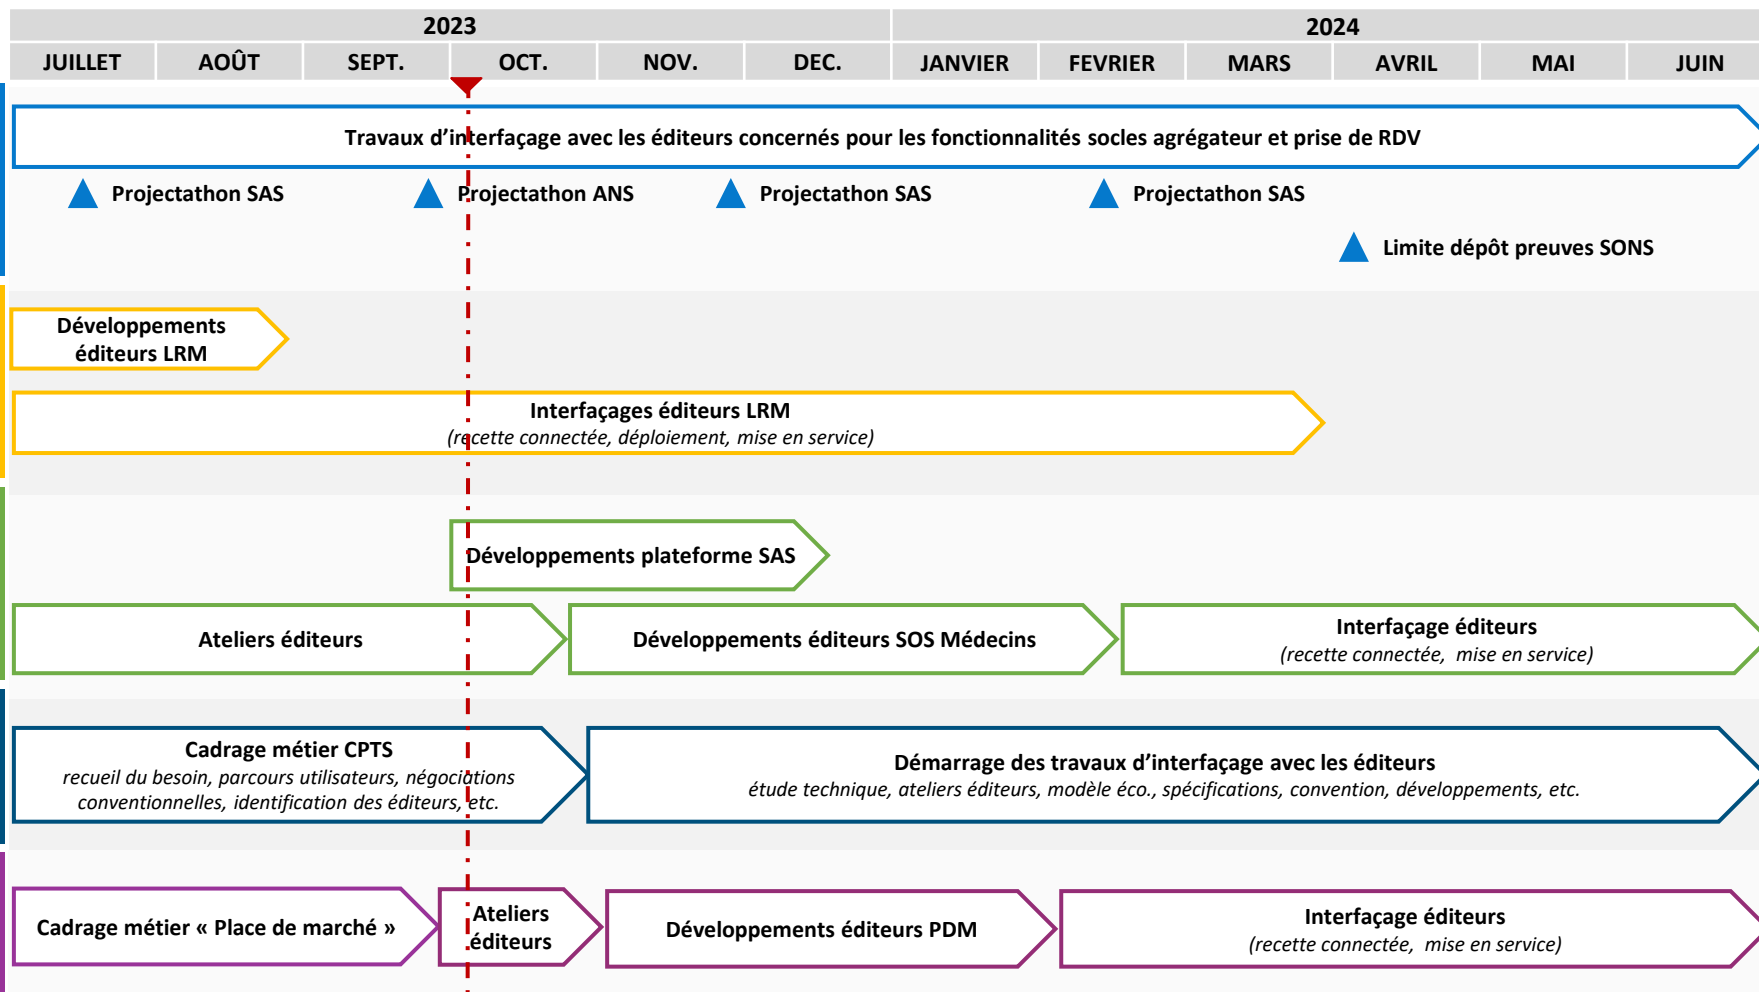 2023
2024
JUILLET
AOÛT
SEPT.
OCT.
NOV.
DEC.
JANVIER
FEVRIER
MARS
AVRIL
MAI
JUIN
Travaux d'interfaçage avec les éditeurs concernés pour les fonctionnalités socles agrégateur et prise de RDV
Projectathon SAS
Projectathon ANS
Projectathon SAS
Projectathon SAS
Limite dépôt preuves SONS
Développements
éditeurs LRM
Interfaçages éditeurs LRM
(recette connectée, déploiement, mise en service)
Développements plateforme SAS
Ateliers éditeurs
Développements éditeurs SOS Médecins
Interfaçage éditeurs
(recette connectée, mise en service)
Cadrage métier CPTS
recueil du besoin, parcours utilisateurs, négociations
conventionnelles, identification des éditeurs, etc.
Démarrage des travaux d'interfaçage avec les éditeurs
étude technique, ateliers éditeurs, modèle éco., spécifications, convention, développements, etc.
Cadrage métier « Place de marché »
Ateliers
éditeurs
Développements éditeurs PDM
Interfaçage éditeurs
(recette connectée, mise en service)